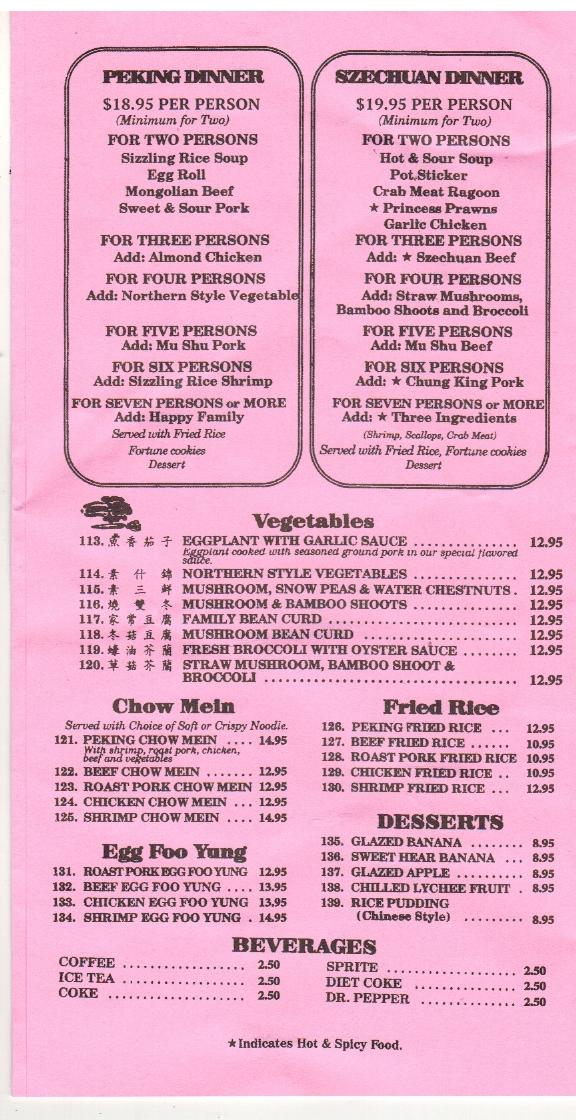 PEKING DINNER
$18.95 PER PERSON
(Minimum for Two)
FOR TWO PERSONS
Sizzling Rice Soup
Egg Roll
Mongolian Beef
Sweet & Sour Pork
FOR THREE PERSONS
Add: Almond Chicken
FOR FOUR PERSONS
Add: Northern Style Vegetable
FOR FIVE PERSONS
Add: Mu Shu Pork
FOR SIX PERSONS
Add: Sizzling Rice Shrimp
FOR SEVEN PERSONS or MORE
Add: Happy Family
Served with Fried Rice
Fortune cookies
Dessert
SZECHUAN DINNER
$19.95 PER PERSON
(Minimum for Two)
FOR TWO PERSONS
Hot & Sour Soup
Pot Sticker
Crab Meat Ragoon
★ Princess Prawns
Garlic Chicken
FOR THREE PERSONS
Add: ★ Szechuan Beef
FOR FOUR PERSONS
Add: Straw Mushrooms,
Bamboo Shoots and Broccoli
FOR FIVE PERSONS
Add: Mu Shu Beef
FOR SIX PERSONS
Add: ★ Chung King Pork
FOR SEVEN PERSONS or MORE
Add: ★ Three Ingredients
(Shrimp, Scallops, Crab Meat)
Served with Fried Rice, Fortune cookies
Dessert
Vegetables
113. 魚香茄子 EGGPLANT WITH GARLIC SAUCE .............. 12.95
Eggplant cooked with seasoned ground pork in our special flavored
sauce.
114. 素什錦 NORTHERN STYLE VEGETABLES .............. 12.95
115. 素三鮮 MUSHROOM, SNOW PEAS & WATER CHESTNUTS . 12.95
116. 燒雙冬 MUSHROOM & BAMBOO SHOOTS .............. 12.95
117. 家常豆腐 FAMILY BEAN CURD ......................... 12.95
118. 冬菇豆腐 MUSHROOM BEAN CURD .................... 12.95
119. 蠔油芥蘭 FRESH BROCCOLI WITH OYSTER SAUCE ........ 12.95
120. 草菇芥蘭 STRAW MUSHROOM, BAMBOO SHOOT &
BROCCOLI ................................. 12.95
Chow Mein
Served with Choice of Soft or Crispy Noodle.
121. PEKING CHOW MEIN .... 14.95
With shrimp, roast pork, chicken,
beef and vegetables
122. BEEF CHOW MEIN ....... 12.95
123. ROAST PORK CHOW MEIN 12.95
124. CHICKEN CHOW MEIN ... 12.95
125. SHRIMP CHOW MEIN .... 14.95
Egg Foo Yung
131. ROAST PORK EGG FOO YUNG 12.95
132. BEEF EGG FOO YUNG .... 13.95
133. CHICKEN EGG FOO YUNG 13.95
134. SHRIMP EGG FOO YUNG . 14.95
Fried Rice
126. PEKING FRIED RICE ... 12.95
127. BEEF FRIED RICE ...... 10.95
128. ROAST PORK FRIED RICE 10.95
129. CHICKEN FRIED RICE .. 10.95
130. SHRIMP FRIED RICE ... 12.95
DESSERTS
135. GLAZED BANANA ........ 8.95
136. SWEET HEAR BANANA ... 8.95
137. GLAZED APPLE .......... 8.95
138. CHILLED LYCHEE FRUIT . 8.95
139. RICE PUDDING
(Chinese Style) ......... 8.95
BEVERAGES
COFFEE ................... 2.50
ICE TEA .................... 2.50
COKE ..................... 2.50
SPRITE .................... 2.50
DIET COKE ................ 2.50
DR. PEPPER ............... 2.50
★Indicates Hot & Spicy Food.